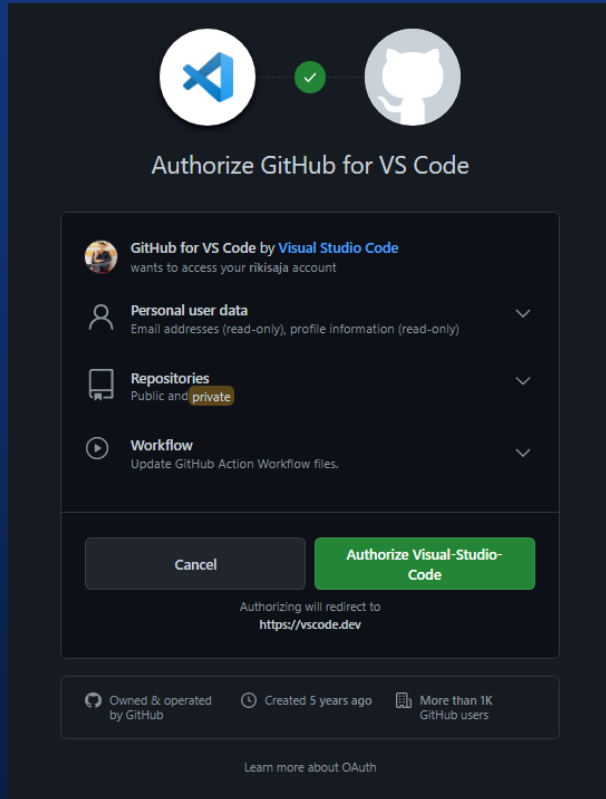 Authorize GitHub for VS Code
GitHub for VS Code by Visual Studio Code
wants to access your rikisaja account
Personal user data
Email addresses (read-only), profile information (read-only)
Repositories
Public and private
Workflow
Update GitHub Action Workflow files.
Cancel
Authorize Visual-Studio-
Code
Authorizing will redirect to
https://vscode.dev
Owned & operated
by GitHub
Created 5 years ago
More than 1K
GitHub users
Learn more about OAuth